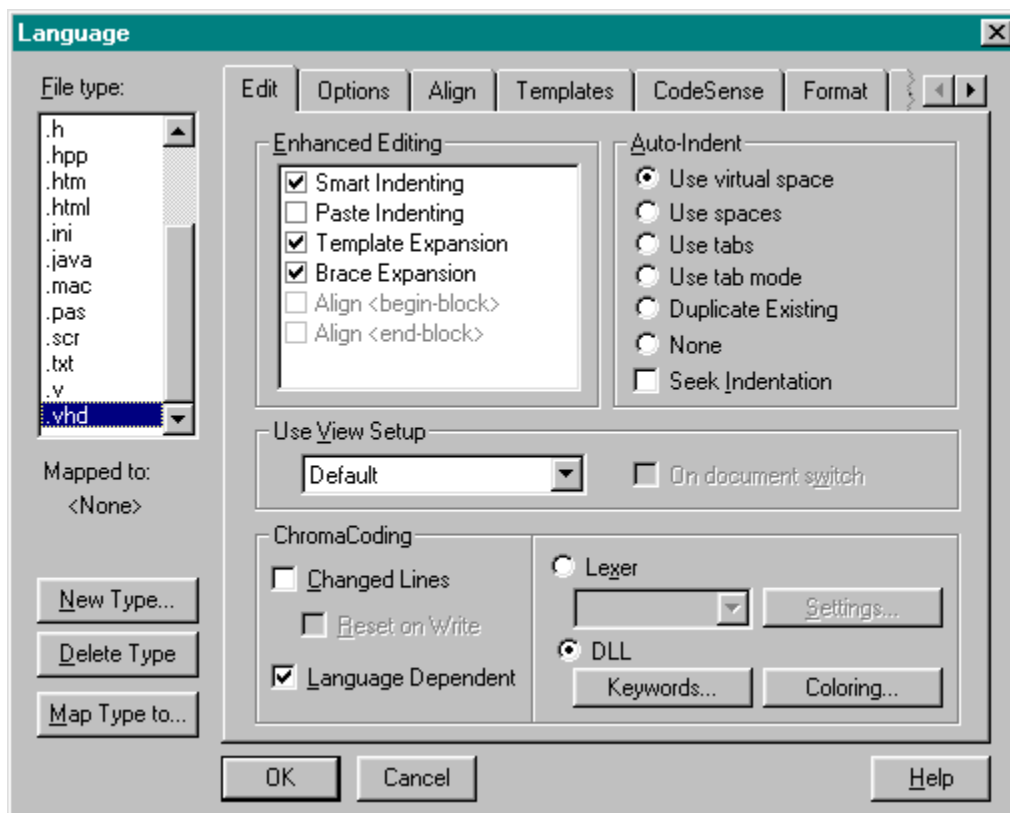 Language
File type:
.h
.hpp
.htm
.html
.ini
.java
.mac
.pas
.scr
.txt
.v
.vhd
Mapped to:
<None>
New Type...
Delete Type
Map Type to...
Edit Options Align Templates CodeSense Format
Enhanced Editing
Smart Indenting
Paste Indenting
Template Expansion
Brace Expansion
Align <begin-block>
Align <end-block>
Auto-Indent
Use virtual space
Use spaces
Use tabs
Use tab mode
Duplicate Existing
None
Seek Indentation
Use View Setup
Default
On document switch
ChromaCoding
Changed Lines
Reset on Write
Language Dependent
Lexer
Settings...
DLL
Keywords... Coloring...
OK Cancel Help